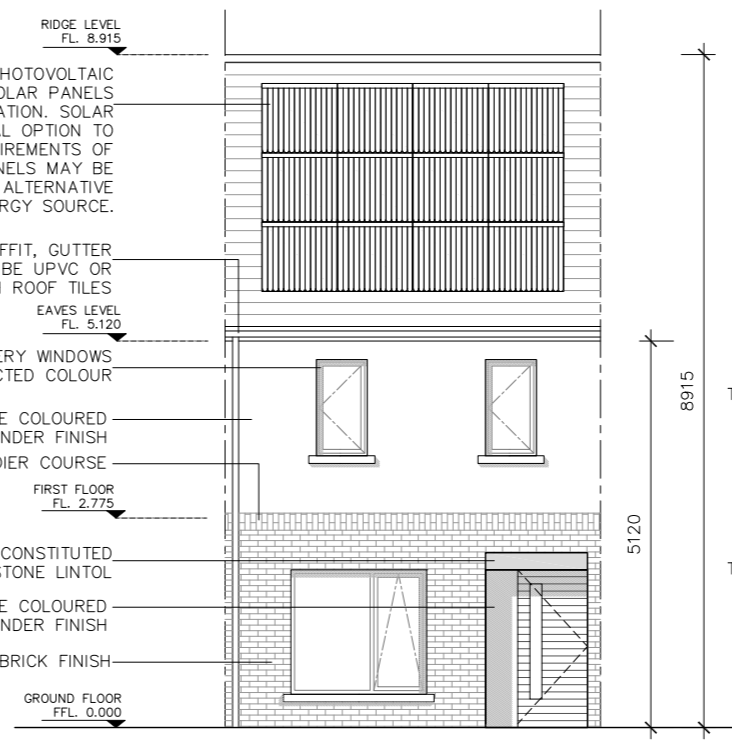 RIDGE LEVEL
FL. 8.915
HOTOVOLTAIC
OLAR PANELS
ATION. SOLAR
AL OPTION TO
IREMENTS OF
NELS MAY BE
ALTERNATIVE
RGY SOURCE.
FFIT, GUTTER
BE UPVC OR
ROOF TILES
EAVES LEVEL
FL. 5.120
ERY WINDOWS
CTED COLOUR
E COLOURED
NDER FINISH
DIER COURSE
FIRST FLOOR
FL. 2.775
CONSTITUTED
STONE LINTOL
E COLOURED
NDER FINISH
BRICK FINISH
GROUND FLOOR
FFL. 0.000
5120
8915
T
T